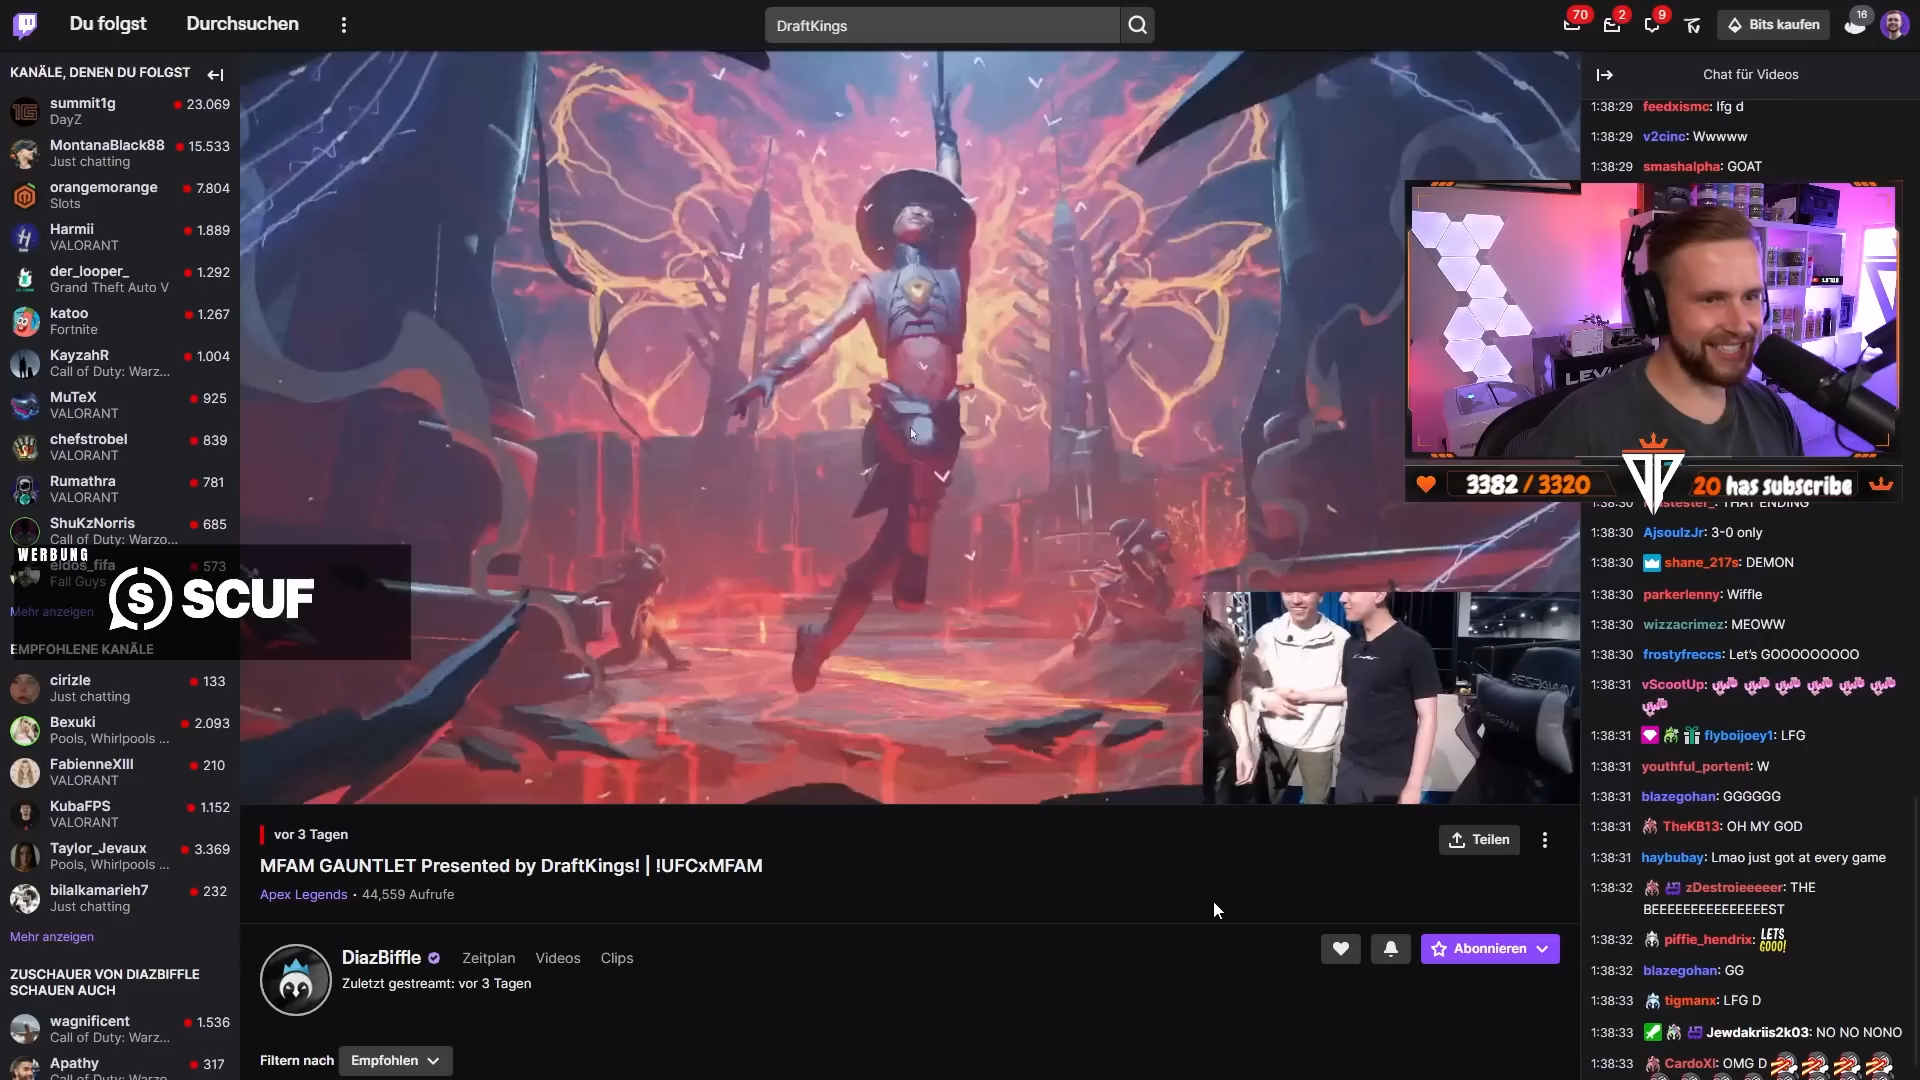 Du folgst
Durchsuchen
DraftKings
70
2
9
Bits kaufen
16
KANÄLE, DENEN DU FOLGST
summit1g
23.069
DayZ
MontanaBlack88
15.533
Just chatting
orangemorange
7.804
Slots
Harmii
1.889
VALORANT
der_looper_
1.292
Grand Theft Auto V
katoo
1.267
Fortnite
KayzahR
1.004
Call of Duty: Warz...
MuTeX
925
VALORANT
chefstrobel
839
VALORANT
Rumathra
781
VALORANT
ShuKzNorris
685
Call of Duty: Warzo...
WERBUNG
eldos_fifa
573
Fall Guys
SCUF
Mehr anzeigen
EMPFOHLENE KANÄLE
cirizle
133
Just chatting
Bexuki
2.093
Pools, Whirlpools ...
FabienneXIII
210
VALORANT
KubaFPS
1.152
VALORANT
Taylor_Jevaux
3.369
Pools, Whirlpools ...
bilalkamarieh7
232
Just chatting
Mehr anzeigen
ZUSCHAUER VON DIAZBIFFLE
SCHAUEN AUCH
wagnificent
1.536
Call of Duty: Warz...
Apathy
317
vor 3 Tagen
Teilen
MFAM GAUNTLET Presented by DraftKings! | !UFCxMFAM
Apex Legends • 44,559 Aufrufe
DiazBiffle
Zeitplan
Videos
Clips
Zuletzt gestreamt: vor 3 Tagen
Abonnieren
Filtern nach
Empfohlen
Chat für Videos
1:38:29 feedxismc: lfg d
1:38:29 v2cinc: Wwwww
1:38:29 smashalpha: GOAT
3382 / 3320
20 has subscribe
1:38:30 THAT ENDING
1:38:30 AjsoulzJr: 3-0 only
1:38:30 shane_217s: DEMON
1:38:30 parkerlenny: Wiffle
1:38:30 wizzacrimez: MEOWW
1:38:30 frostyfreccs: Let's GOOOOOOOOO
1:38:31 vScootUp:
1:38:31 flyboijoey1: LFG
1:38:31 youthful_portent: W
1:38:31 blazegohan: GGGGGG
1:38:31 TheKB13: OH MY GOD
1:38:31 haybubay: Lmao just got at every game
1:38:32 zDestroieeeeer: THE
BEEEEEEEEEEEEEEEST
1:38:32 piffie_hendrix: LETS GOOO!
1:38:32 blazegohan: GG
1:38:33 tigmanx: LFG D
1:38:33 Jewdakriis2k03: NO NO NONO
1:38:33 CardoXI: OMG D